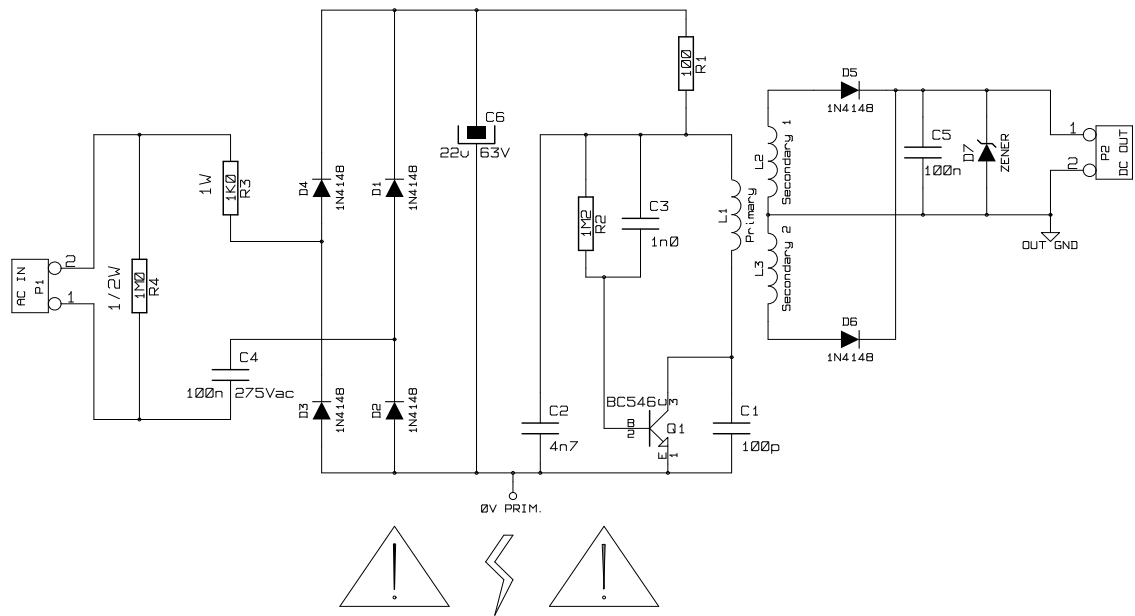 AC IN
P1
2
1
1/2W
1M0
R4
1W
1K0
R3
C4
100n 275Vac
D4
1N4148
D1
1N4148
D3
1N4148
D2
1N4148
C6
22u 63V
100
R1
1M2
R2
C3
1n0
C2
4n7
BC546
C 3
B 2
Q1
E 1
C1
100p
0V PRIM.
L1
Primary
L2
Secondary 1
L3
Secondary 2
D5
1N4148
D6
1N4148
C5
100n
D7
ZENER
1
2
P2
DC OUT
OUT GND
!
!